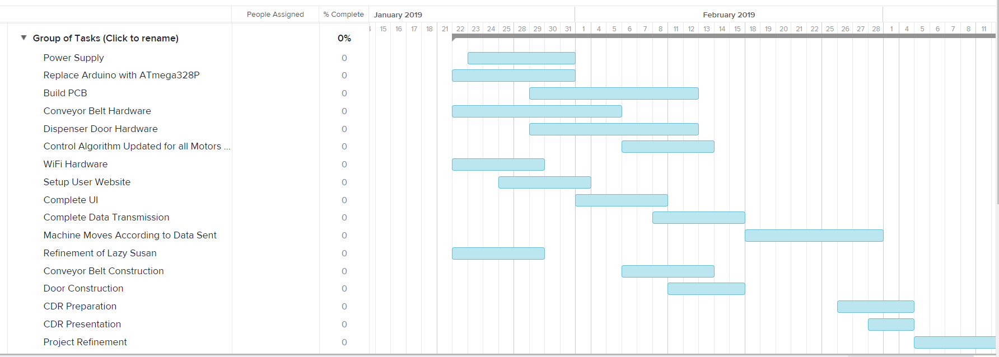 People Assigned % Complete January 2019 February 2019
15 16 17 18 21 22 23 24 25 28 29 30 31 1 4 5 6 7 8 11 12 13 14 15 18 19 20 21 22 25 26 27 28 1 4 5 6 7 8 11
Group of Tasks (Click to rename) 0%
Power Supply 0
Replace Arduino with ATmega328P 0
Build PCB 0
Conveyor Belt Hardware 0
Dispenser Door Hardware 0
Control Algorithm Updated for all Motors ... 0
WiFi Hardware 0
Setup User Website 0
Complete UI 0
Complete Data Transmission 0
Machine Moves According to Data Sent 0
Refinement of Lazy Susan 0
Conveyor Belt Construction 0
Door Construction 0
CDR Preparation 0
CDR Presentation 0
Project Refinement 0